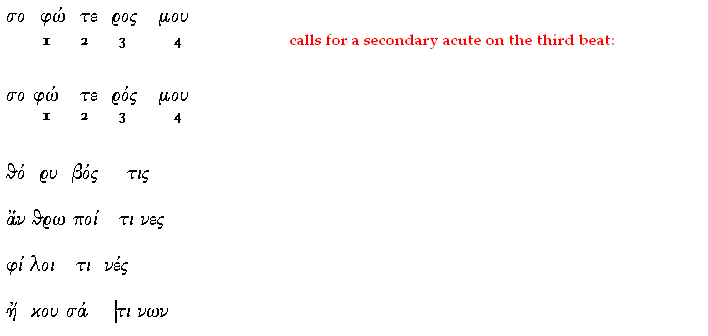 σο φώ τε ρος μου
1 2 3 4 calls for a secondary acute on the third beat:
σο φώ τε ρός μου
1 2 3 4
θό ρυ βός τις
ἄν θρω ποί τι νες
φί λοι τι νές
ἤ κου σά τι νων